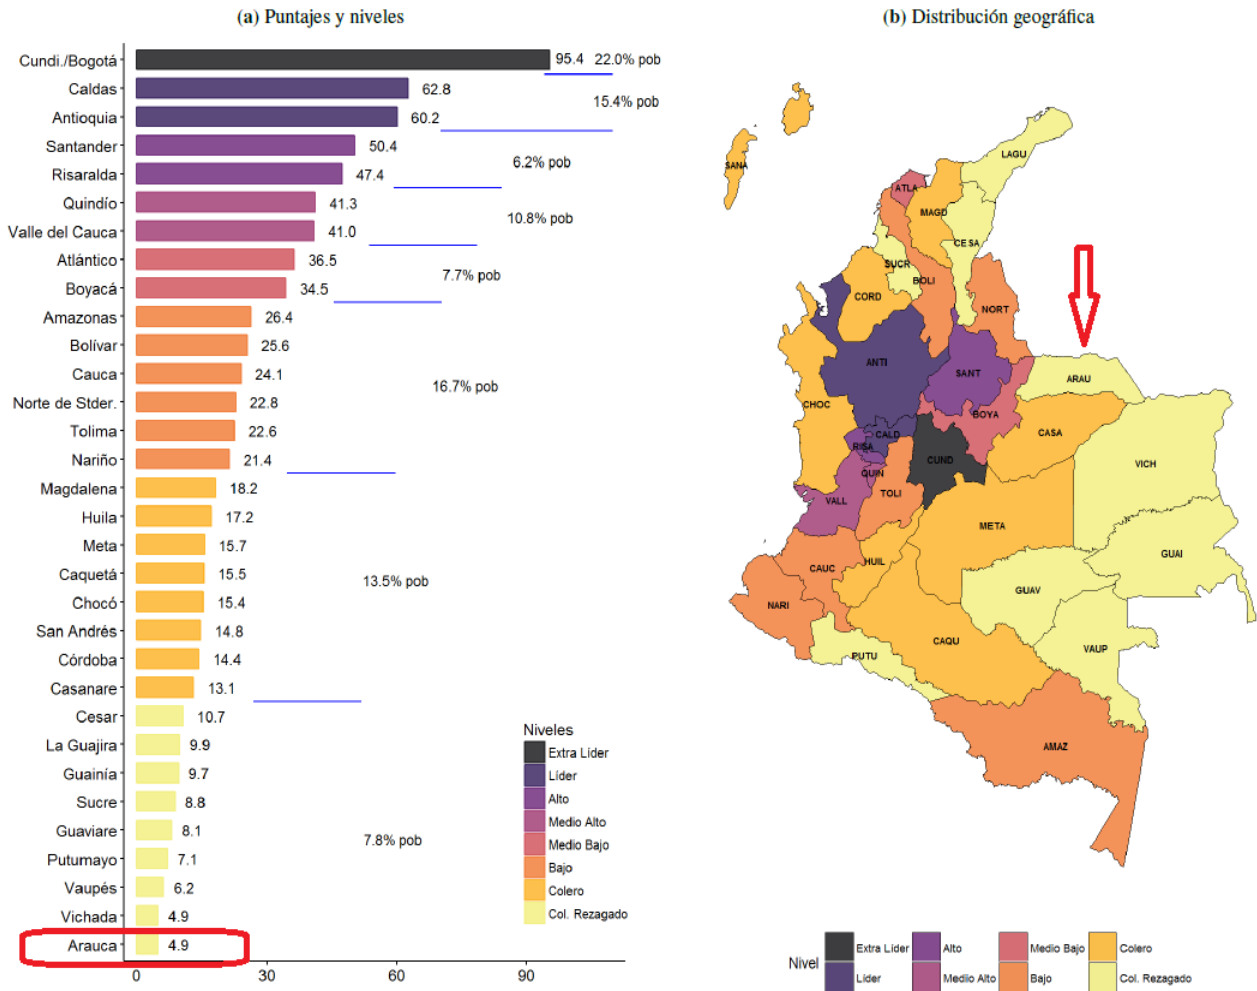 (a) Puntajes y niveles
Cundi./Bogotá 95.4 22.0% pob
Caldas 62.8
15.4% pob
Antioquia 60.2
Santander 50.4
6.2% pob
Risaralda 47.4
Quindío 41.3
10.8% pob
Valle del Cauca 41.0
Atlántico 36.5
7.7% pob
Boyacá 34.5
Amazonas 26.4
Bolívar 25.6
Cauca 24.1
16.7% pob
Norte de Stder. 22.8
Tolima 22.6
Nariño 21.4
Magdalena 18.2
Huila 17.2
Meta 15.7
Caquetá 15.5
13.5% pob
Chocó 15.4
San Andrés 14.8
Córdoba 14.4
Casanare 13.1
Cesar 10.7
La Guajira 9.9
Guainía 9.7
Sucre 8.8
Guaviare 8.1
7.8% pob
Putumayo 7.1
Vaupés 6.2
Vichada 4.9
Arauca 4.9
0 30 60 90
Niveles
Extra Líder
Líder
Alto
Medio Alto
Medio Bajo
Bajo
Colero
Col. Rezagado
(b) Distribución geográfica
LAGU
SANA
ATLA
MAGD
CESA
SUCR
BOLI
CORD
NORT
ANTI
SANT
ARAU
CHOC
BOYA
CALD
CASA
RISA
CUND
VICH
QUIN
TOLI
VALL
META
GUAI
HUIL
CAUC
GUAV
NARI
CAQU
VAUP
PUTU
AMAZ
Nivel
Extra Líder Alto Medio Bajo Colero
Líder Medio Alto Bajo Col. Rezagado